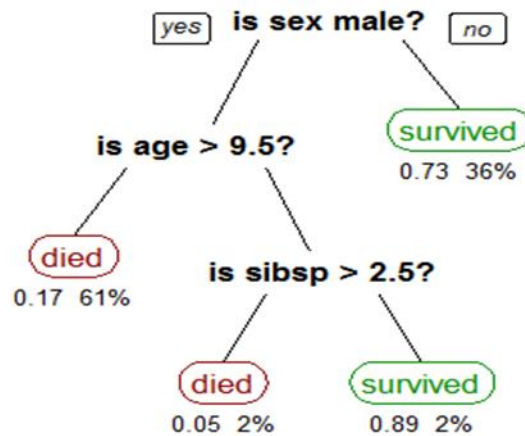 yes is sex male? no
survived
is age > 9.5?
0.73 36%
died
is sibsp > 2.5?
0.17 61%
died survived
0.05 2% 0.89 2%